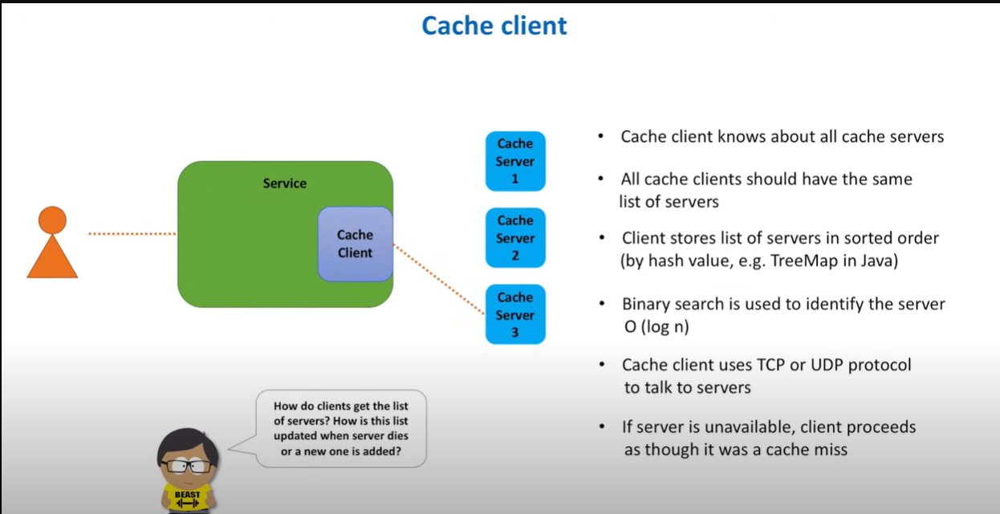 Cache client
Service
Cache
Client
Cache
Server
1
Cache
Server
2
Cache
Server
3
• Cache client knows about all cache servers
• All cache clients should have the same
list of servers
• Client stores list of servers in sorted order
(by hash value, e.g. TreeMap in Java)
• Binary search is used to identify the server
O (log n)
• Cache client uses TCP or UDP protocol
to talk to servers
• If server is unavailable, client proceeds
as though it was a cache miss
How do clients get the list
of servers? How is this list
updated when server dies
or a new one is added?
BEAST